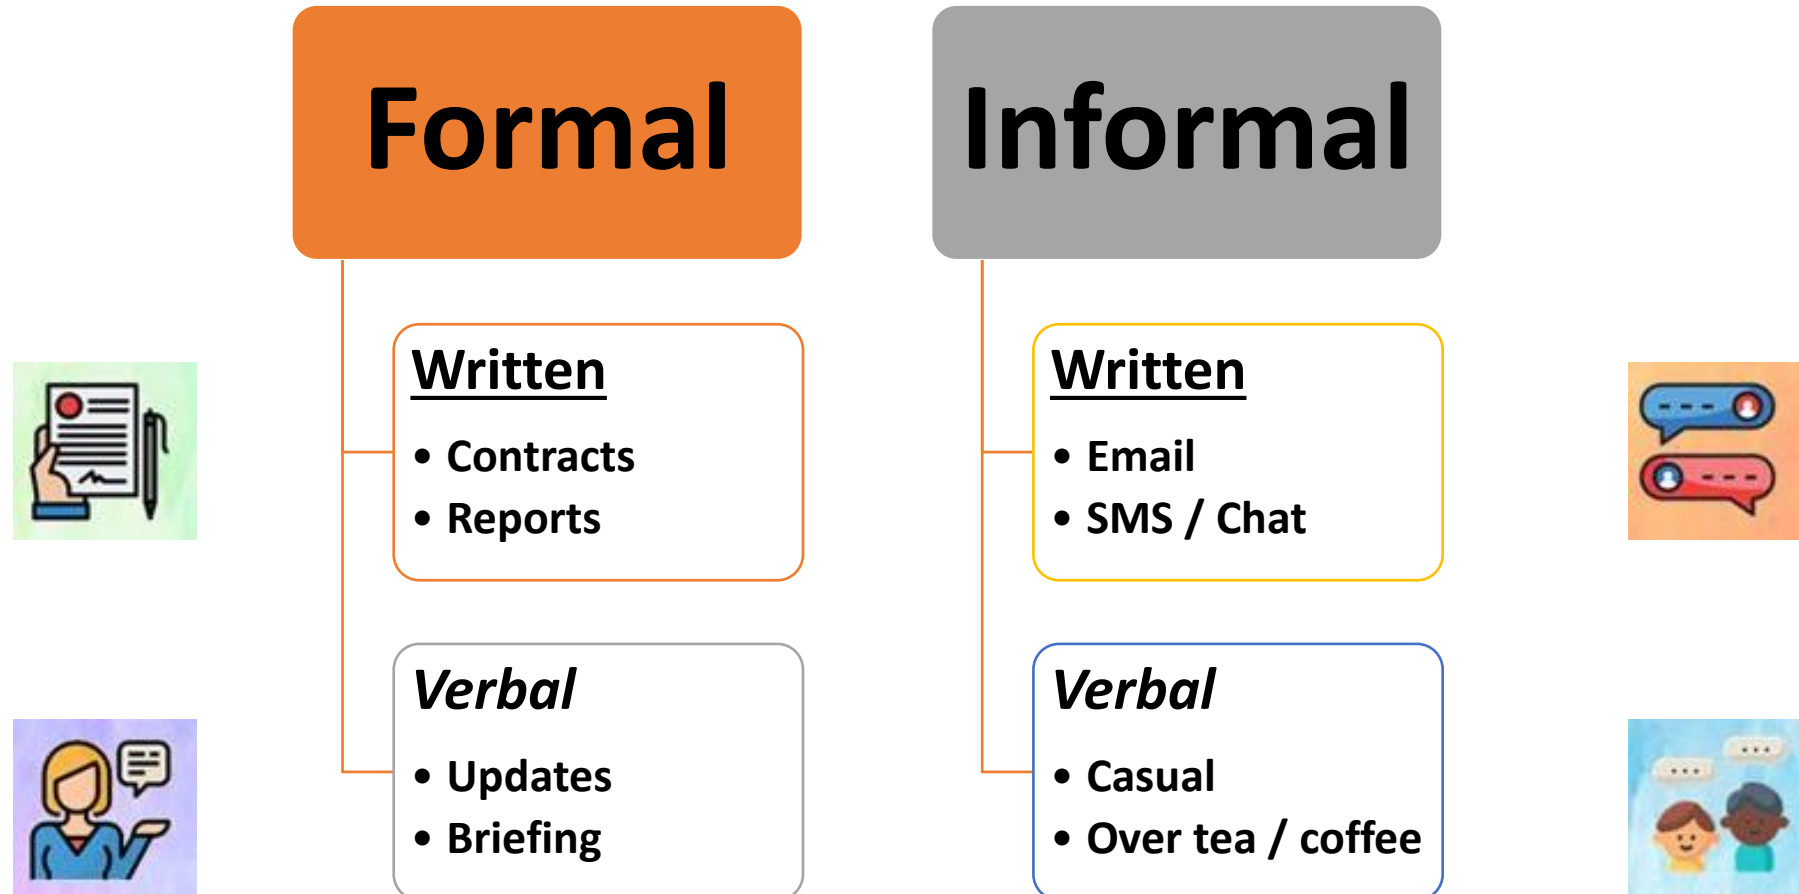 Formal
Written
• Contracts
• Reports
Verbal
• Updates
• Briefing
Informal
Written
• Email
• SMS / Chat
Verbal
• Casual
• Over tea / coffee